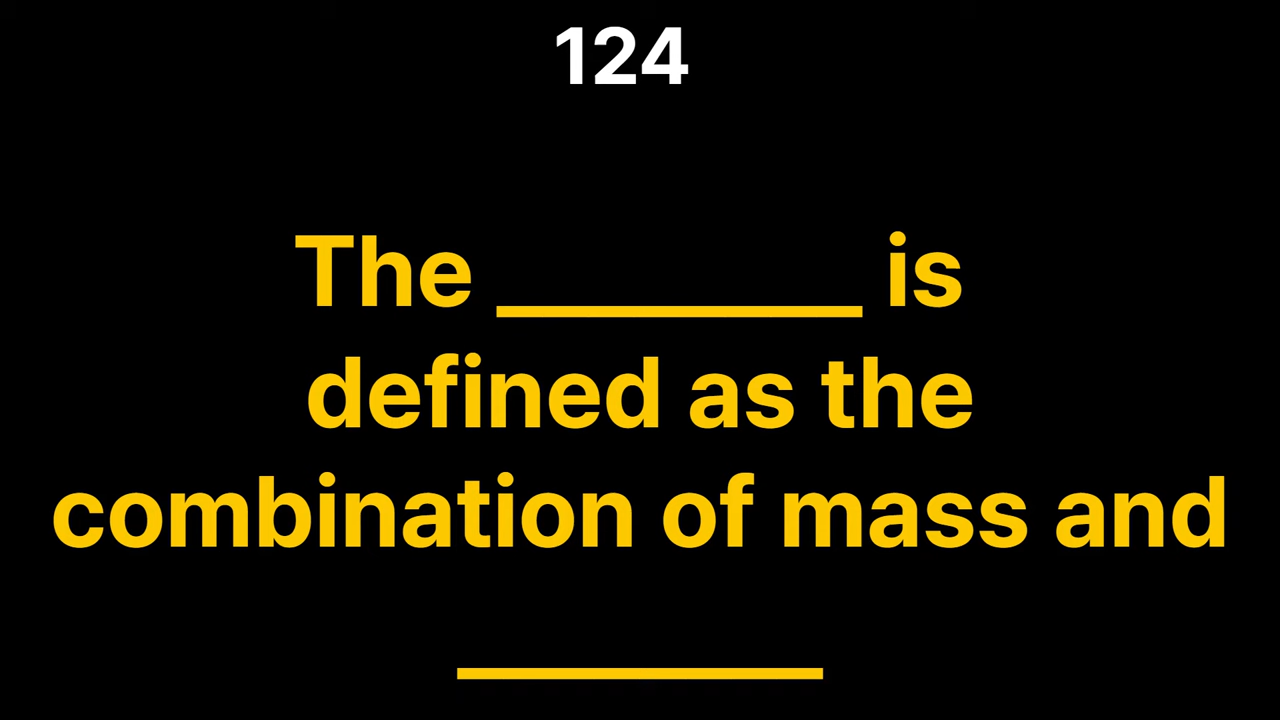 124
The ________ is
defined as the
combination of mass and
________